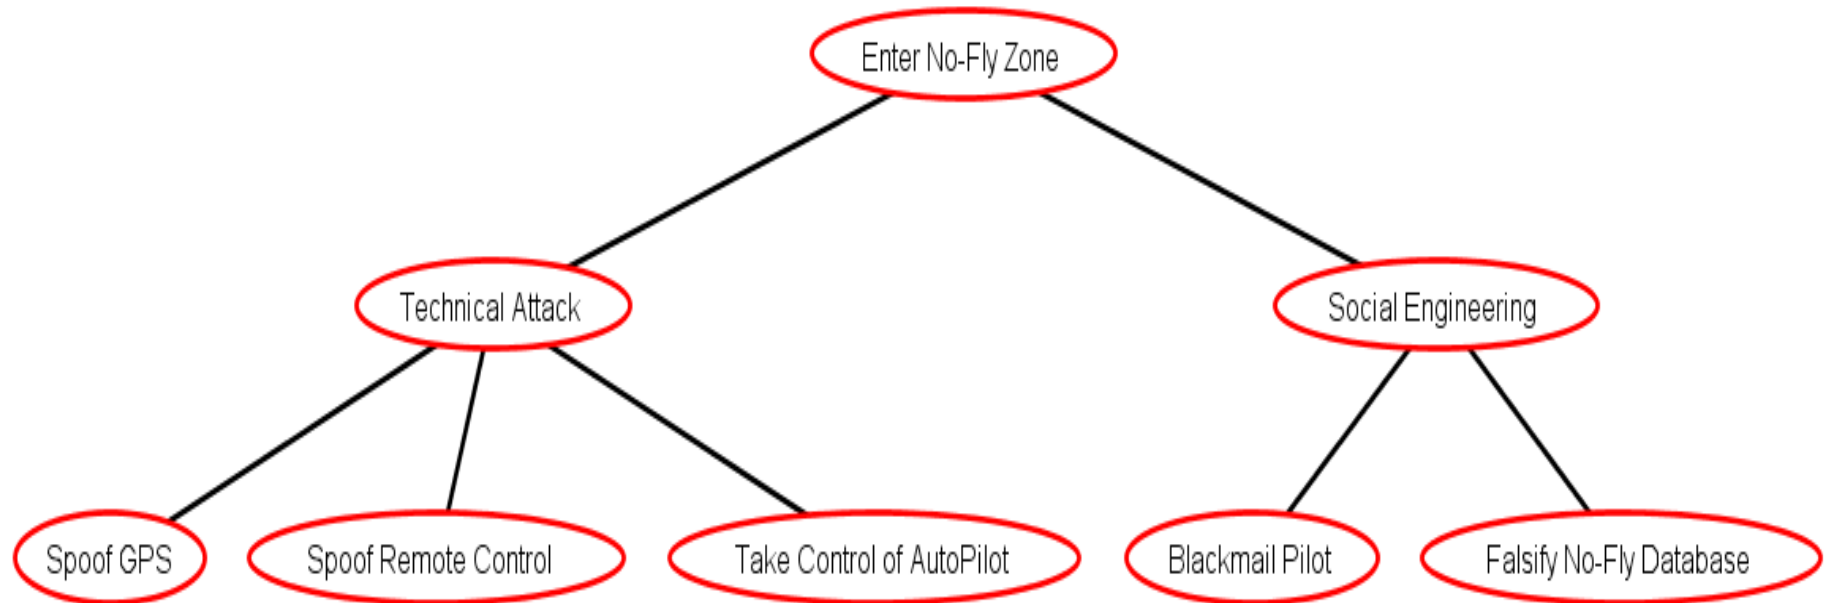 Enter No-Fly Zone
Technical Attack
Social Engineering
Spoof GPS
Spoof Remote Control
Take Control of AutoPilot
Blackmail Pilot
Falsify No-Fly Database